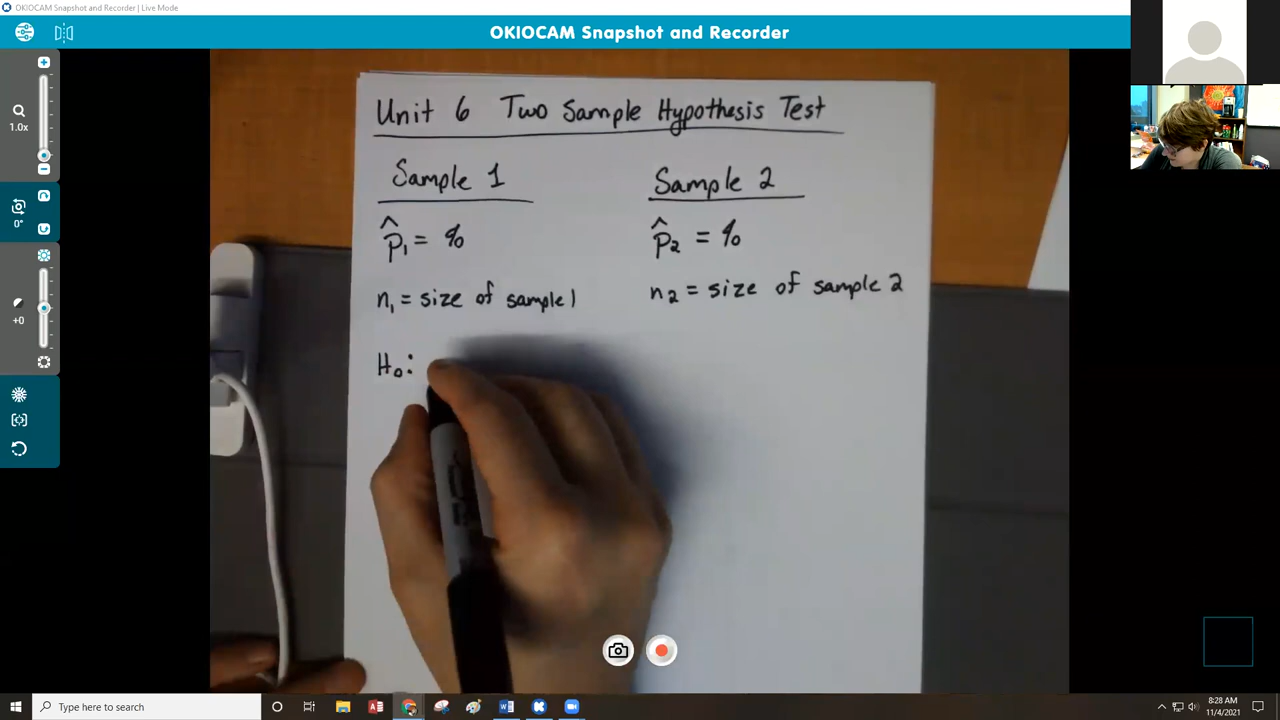 OKIOCAM Snapshot and Recorder | Live Mode
OKIOCAM Snapshot and Recorder
1.0x
0°
+0
Unit 6 Two Sample Hypothesis Test
Sample 1
Sample 2
p̂₁ = %
p̂₂ = %
n₁ = size of sample 1
n₂ = size of sample 2
H₀:
Type here to search
8:28 AM
11/4/2021